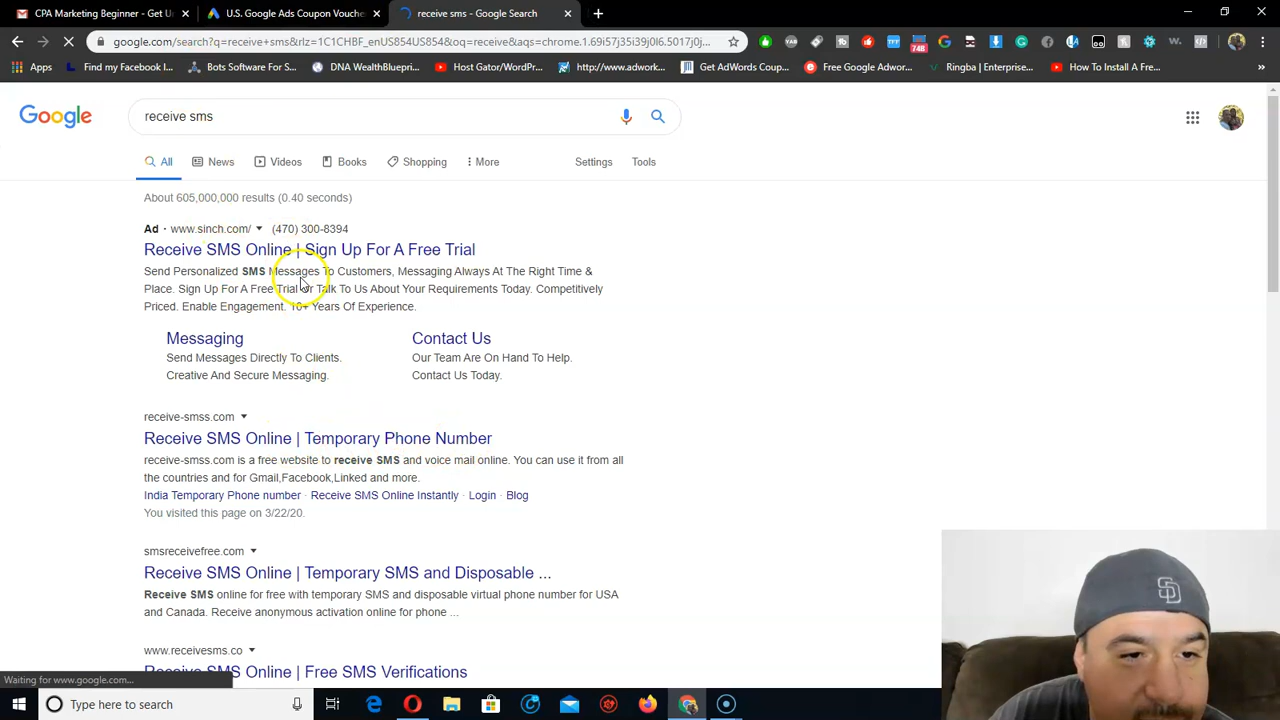 CPA Marketing Beginner - Get U
U.S. Google Ads Coupon Vouche
receive sms - Google Search
google.com/search?q=receive+sms&rlz=1C1CHBF_enUS854US854&oq=receive&aqs=chrome.1.69i57j35i39j0l6.5017j0j...
Apps
Find my Facebook I...
Bots Software For S...
DNA WealthBluepri...
Host Gator/WordPr...
http://www.adwork...
Get AdWords Coup...
Free Google Adwor...
Ringba | Enterprise...
How To Install A Fre...
Google
receive sms
All
News
Videos
Books
Shopping
More
Settings
Tools
About 605,000,000 results (0.40 seconds)
Ad · www.sinch.com/ (470) 300-8394
Receive SMS Online | Sign Up For A Free Trial
Send Personalized SMS Messages To Customers, Messaging Always At The Right Time &
Place. Sign Up For A Free Trial or Talk To Us About Your Requirements Today. Competitively
Priced. Enable Engagement. 10+ Years Of Experience.
Messaging
Send Messages Directly To Clients.
Creative And Secure Messaging.
Contact Us
Our Team Are On Hand To Help.
Contact Us Today.
receive-smss.com
Receive SMS Online | Temporary Phone Number
receive-smss.com is a free website to receive SMS and voice mail online. You can use it from all
the countries and for Gmail,Facebook,Linked and more.
India Temporary Phone number · Receive SMS Online Instantly · Login · Blog
You visited this page on 3/22/20.
smsreceivefree.com
Receive SMS Online | Temporary SMS and Disposable ...
Receive SMS online for free with temporary SMS and disposable virtual phone number for USA
and Canada. Receive anonymous activation online for phone ...
www.receivesms.co
Receive SMS Online | Free SMS Verifications
Waiting for www.google.com...
Type here to search
SD